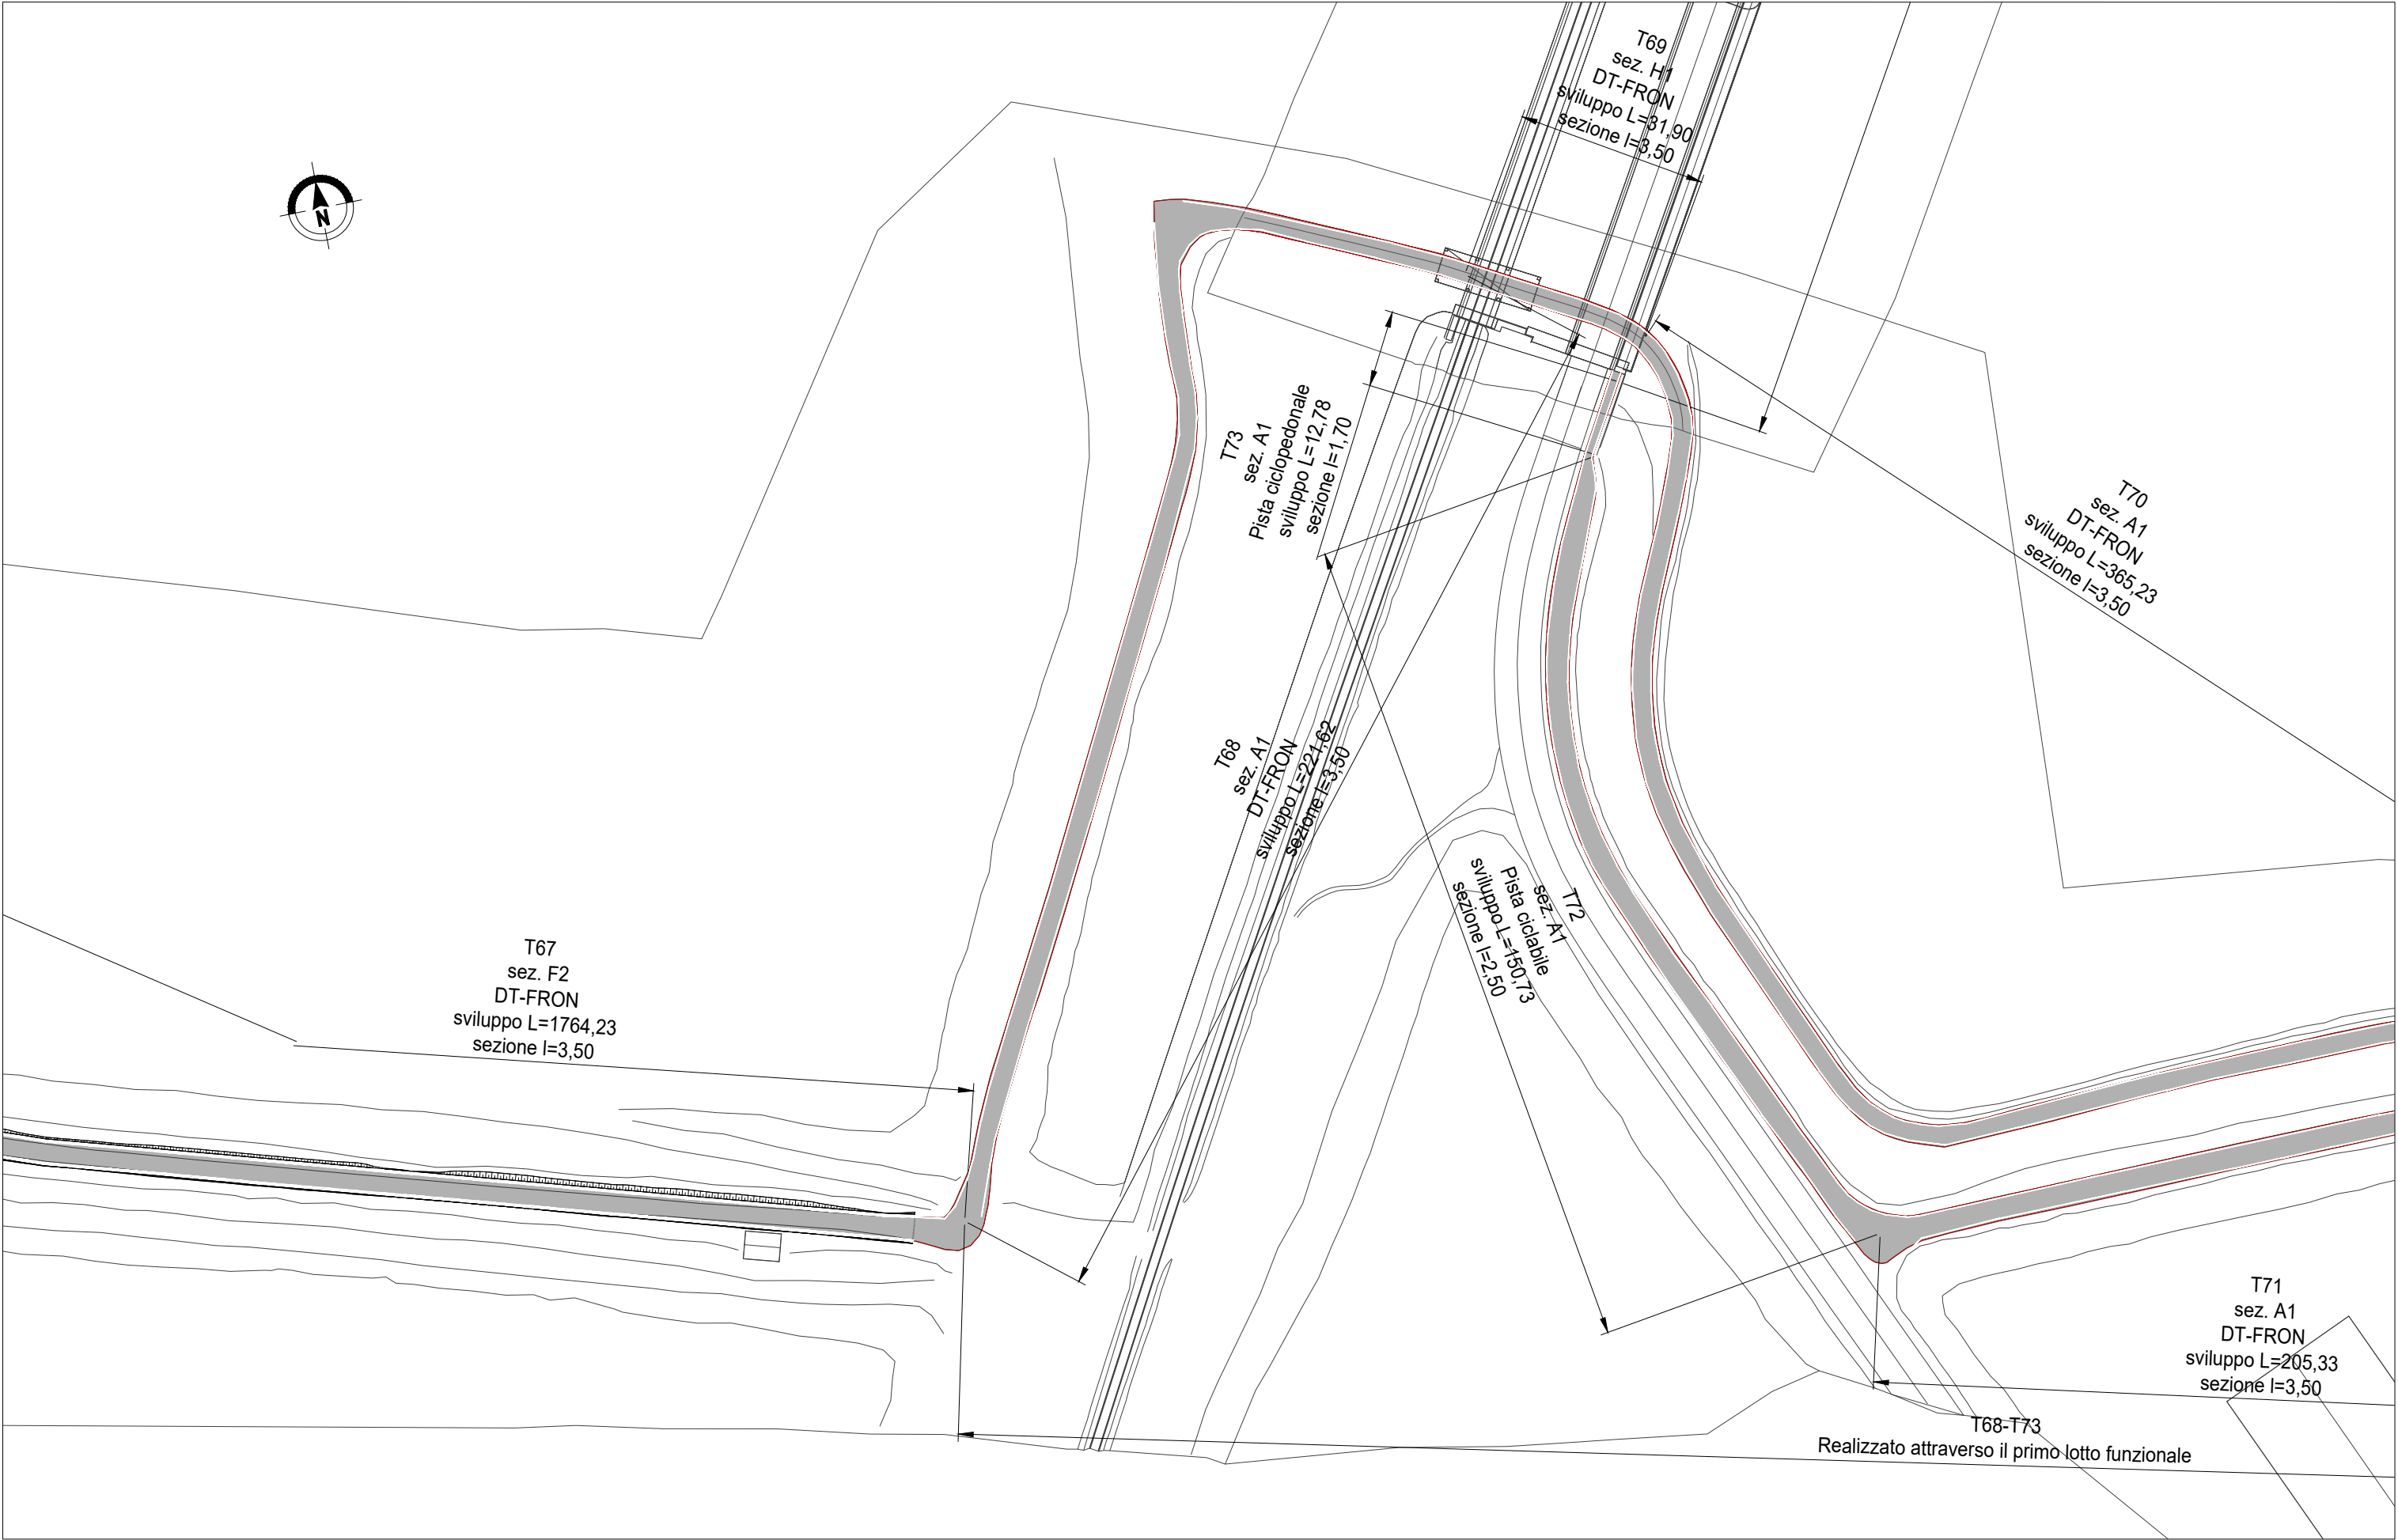 T69
sez. H1
DT-FRON
sviluppo L=31,90
sezione l=3,50
N
T73
sez. A1
Pista ciclopedonale
sviluppo L=12,78
sezione l=1,70
T70
sez. A1
DT-FRON
sviluppo L=365,23
sezione l=3,50
T68
sez. A1
DT-FRON
sviluppo L=221,62
sezione l=3,50
T72
sez. A1
Pista ciclabile
sviluppo L=150,73
sezione l=2,50
T67
sez. F2
DT-FRON
sviluppo L=1764,23
sezione l=3,50
T71
sez. A1
DT-FRON
sviluppo L=205,33
sezione l=3,50
T68-T73
Realizzato attraverso il primo lotto funzionale